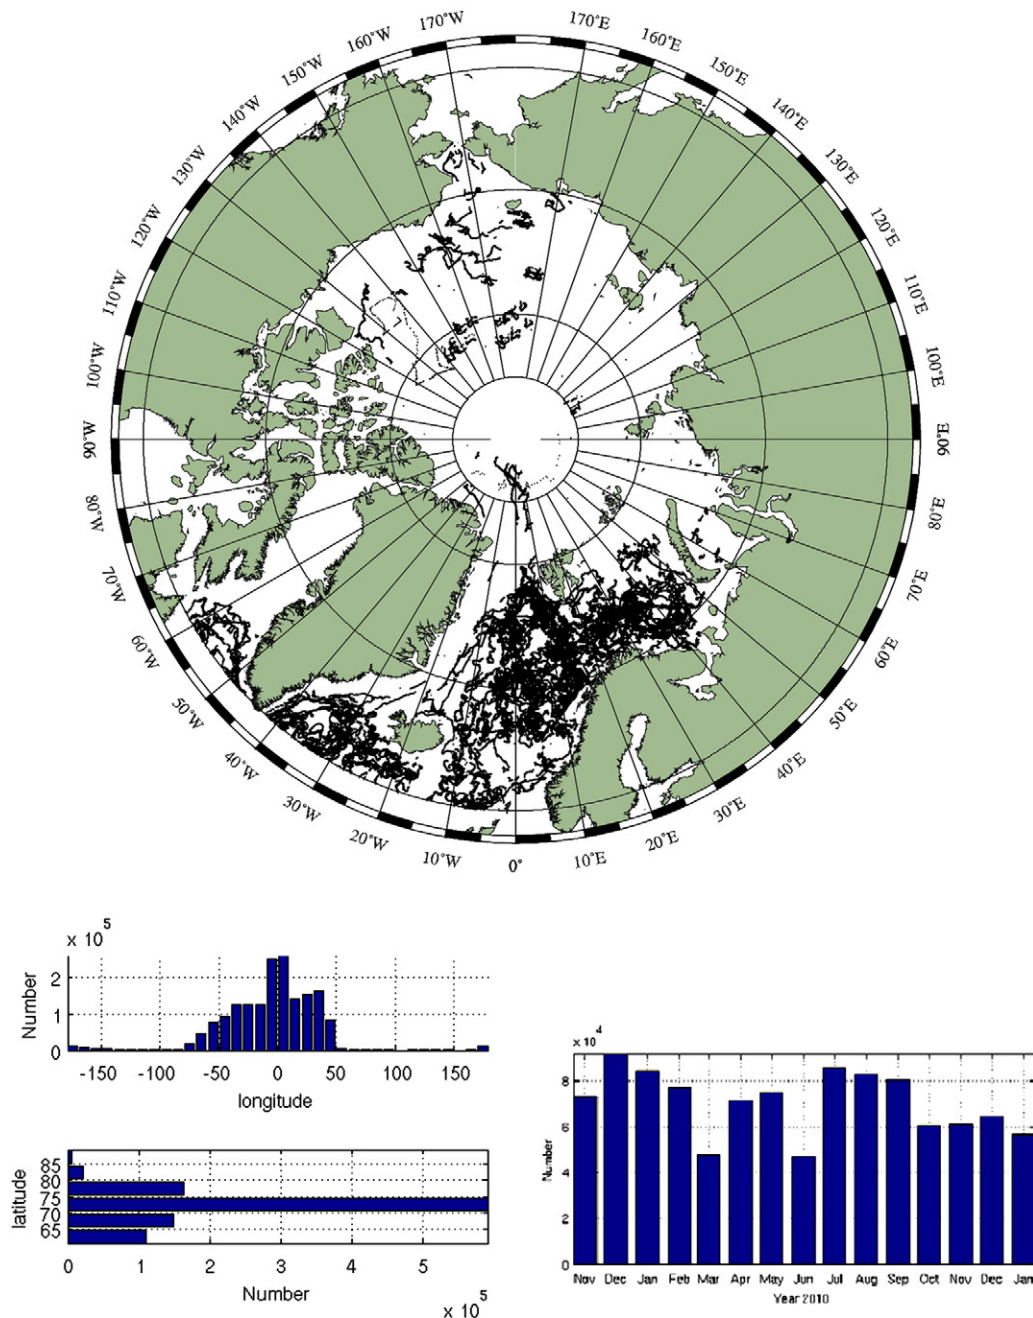 170°W
170°E
160°W
160°E
150°W
150°E
140°W
140°E
130°W
130°E
120°W
120°E
110°W
110°E
100°W
100°E
90°W
90°E
80°W
80°E
70°W
70°E
60°W
60°E
50°W
50°E
40°W
40°E
30°W
30°E
20°W
20°E
10°W
10°E
0°
x 10^5
Number
2
1
0
-150 -100 -50 0 50 100 150
longitude
latitude
85
80
75
70
65
0 1 2 3 4 5
Number
x 10^5
x 10^4
Number
8
6
4
2
0
Nov Dec Jan Feb Mar Apr May Jun Jul Aug Sep Oct Nov Dec Jan
Year 2010